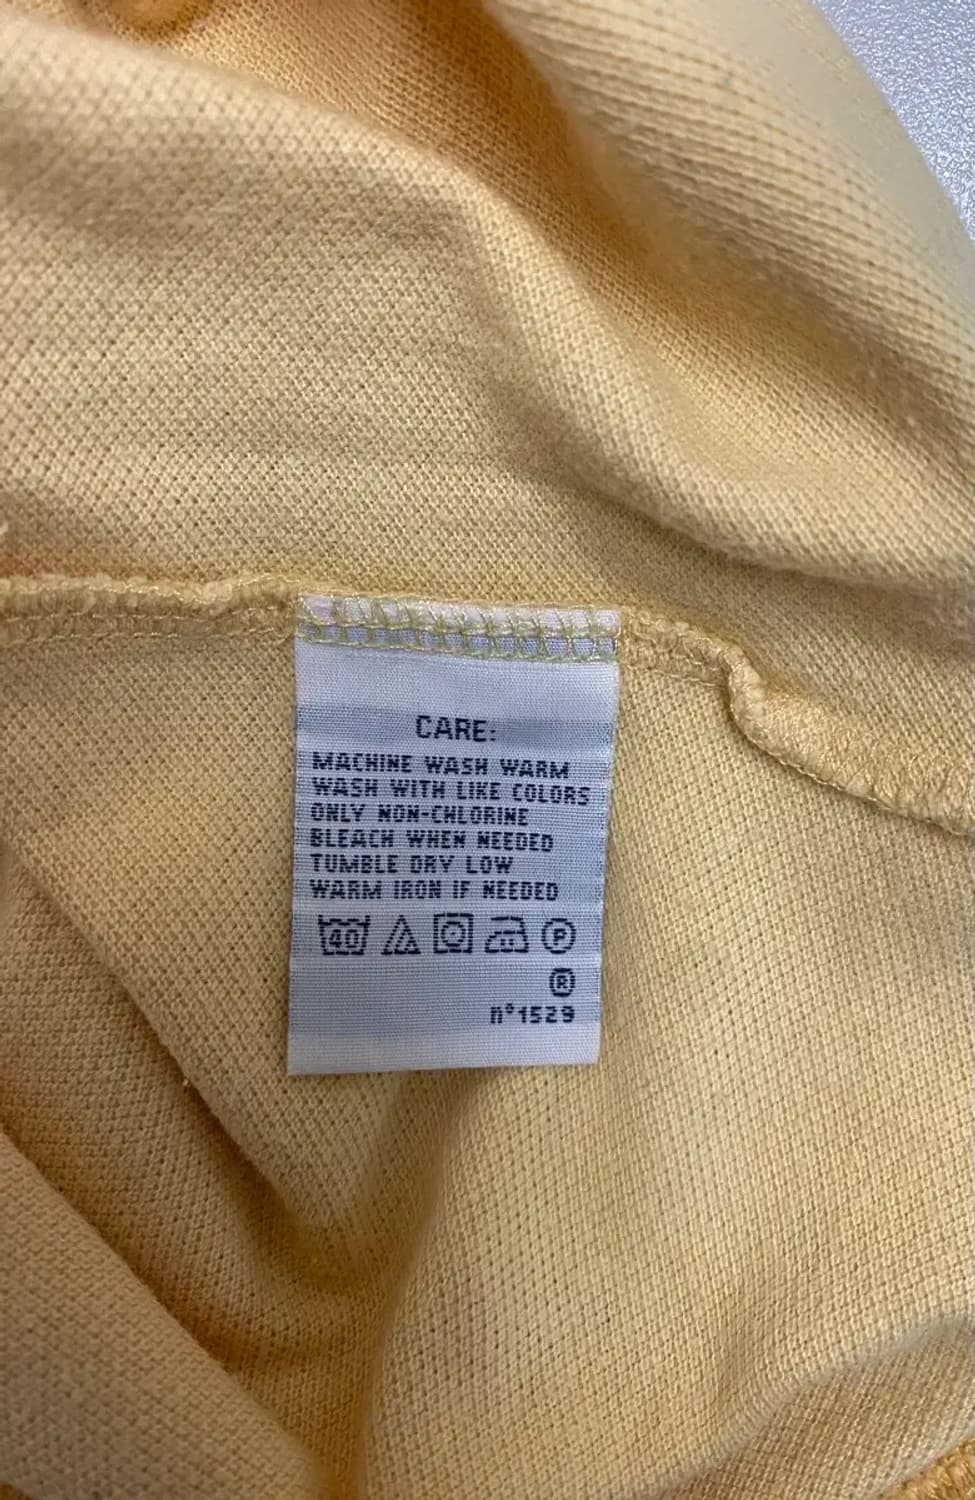 CARE:
MACHINE WASH WARM
WASH WITH LIKE COLORS
ONLY NON-CHLORINE
BLEACH WHEN NEEDED
TUMBLE DRY LOW
WARM IRON IF NEEDED
40 P
®
n°1529